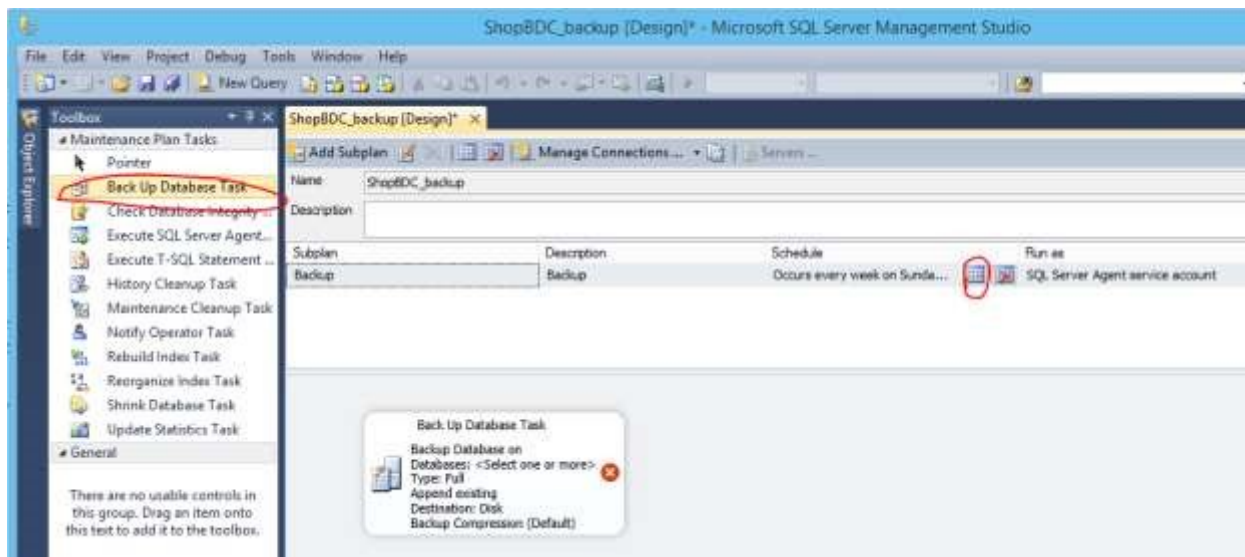 ShopBDC_backup [Design]* - Microsoft SQL Server Management Studio
File Edit View Project Debug Tools Window Help
New Query
Toolbox
ShopBDC_backup [Design]*
Object Explorer
Maintenance Plan Tasks
Pointer
Back Up Database Task
Check Database Integrity ...
Execute SQL Server Agent...
Execute T-SQL Statement ...
History Cleanup Task
Maintenance Cleanup Task
Notify Operator Task
Rebuild Index Task
Reorganize Index Task
Shrink Database Task
Update Statistics Task
General
There are no usable controls in
this group. Drag an item onto
this text to add it to the toolbox.
Add Subplan Manage Connections ... Servers ...
Name ShopBDC_backup
Description
Subplan Description Schedule Run as
Backup Backup Occurs every week on Sunda... SQL Server Agent service account
Back Up Database Task
Backup Database on
Databases: <Select one or more>
Type: Full
Append existing
Destination: Disk
Backup Compression (Default)